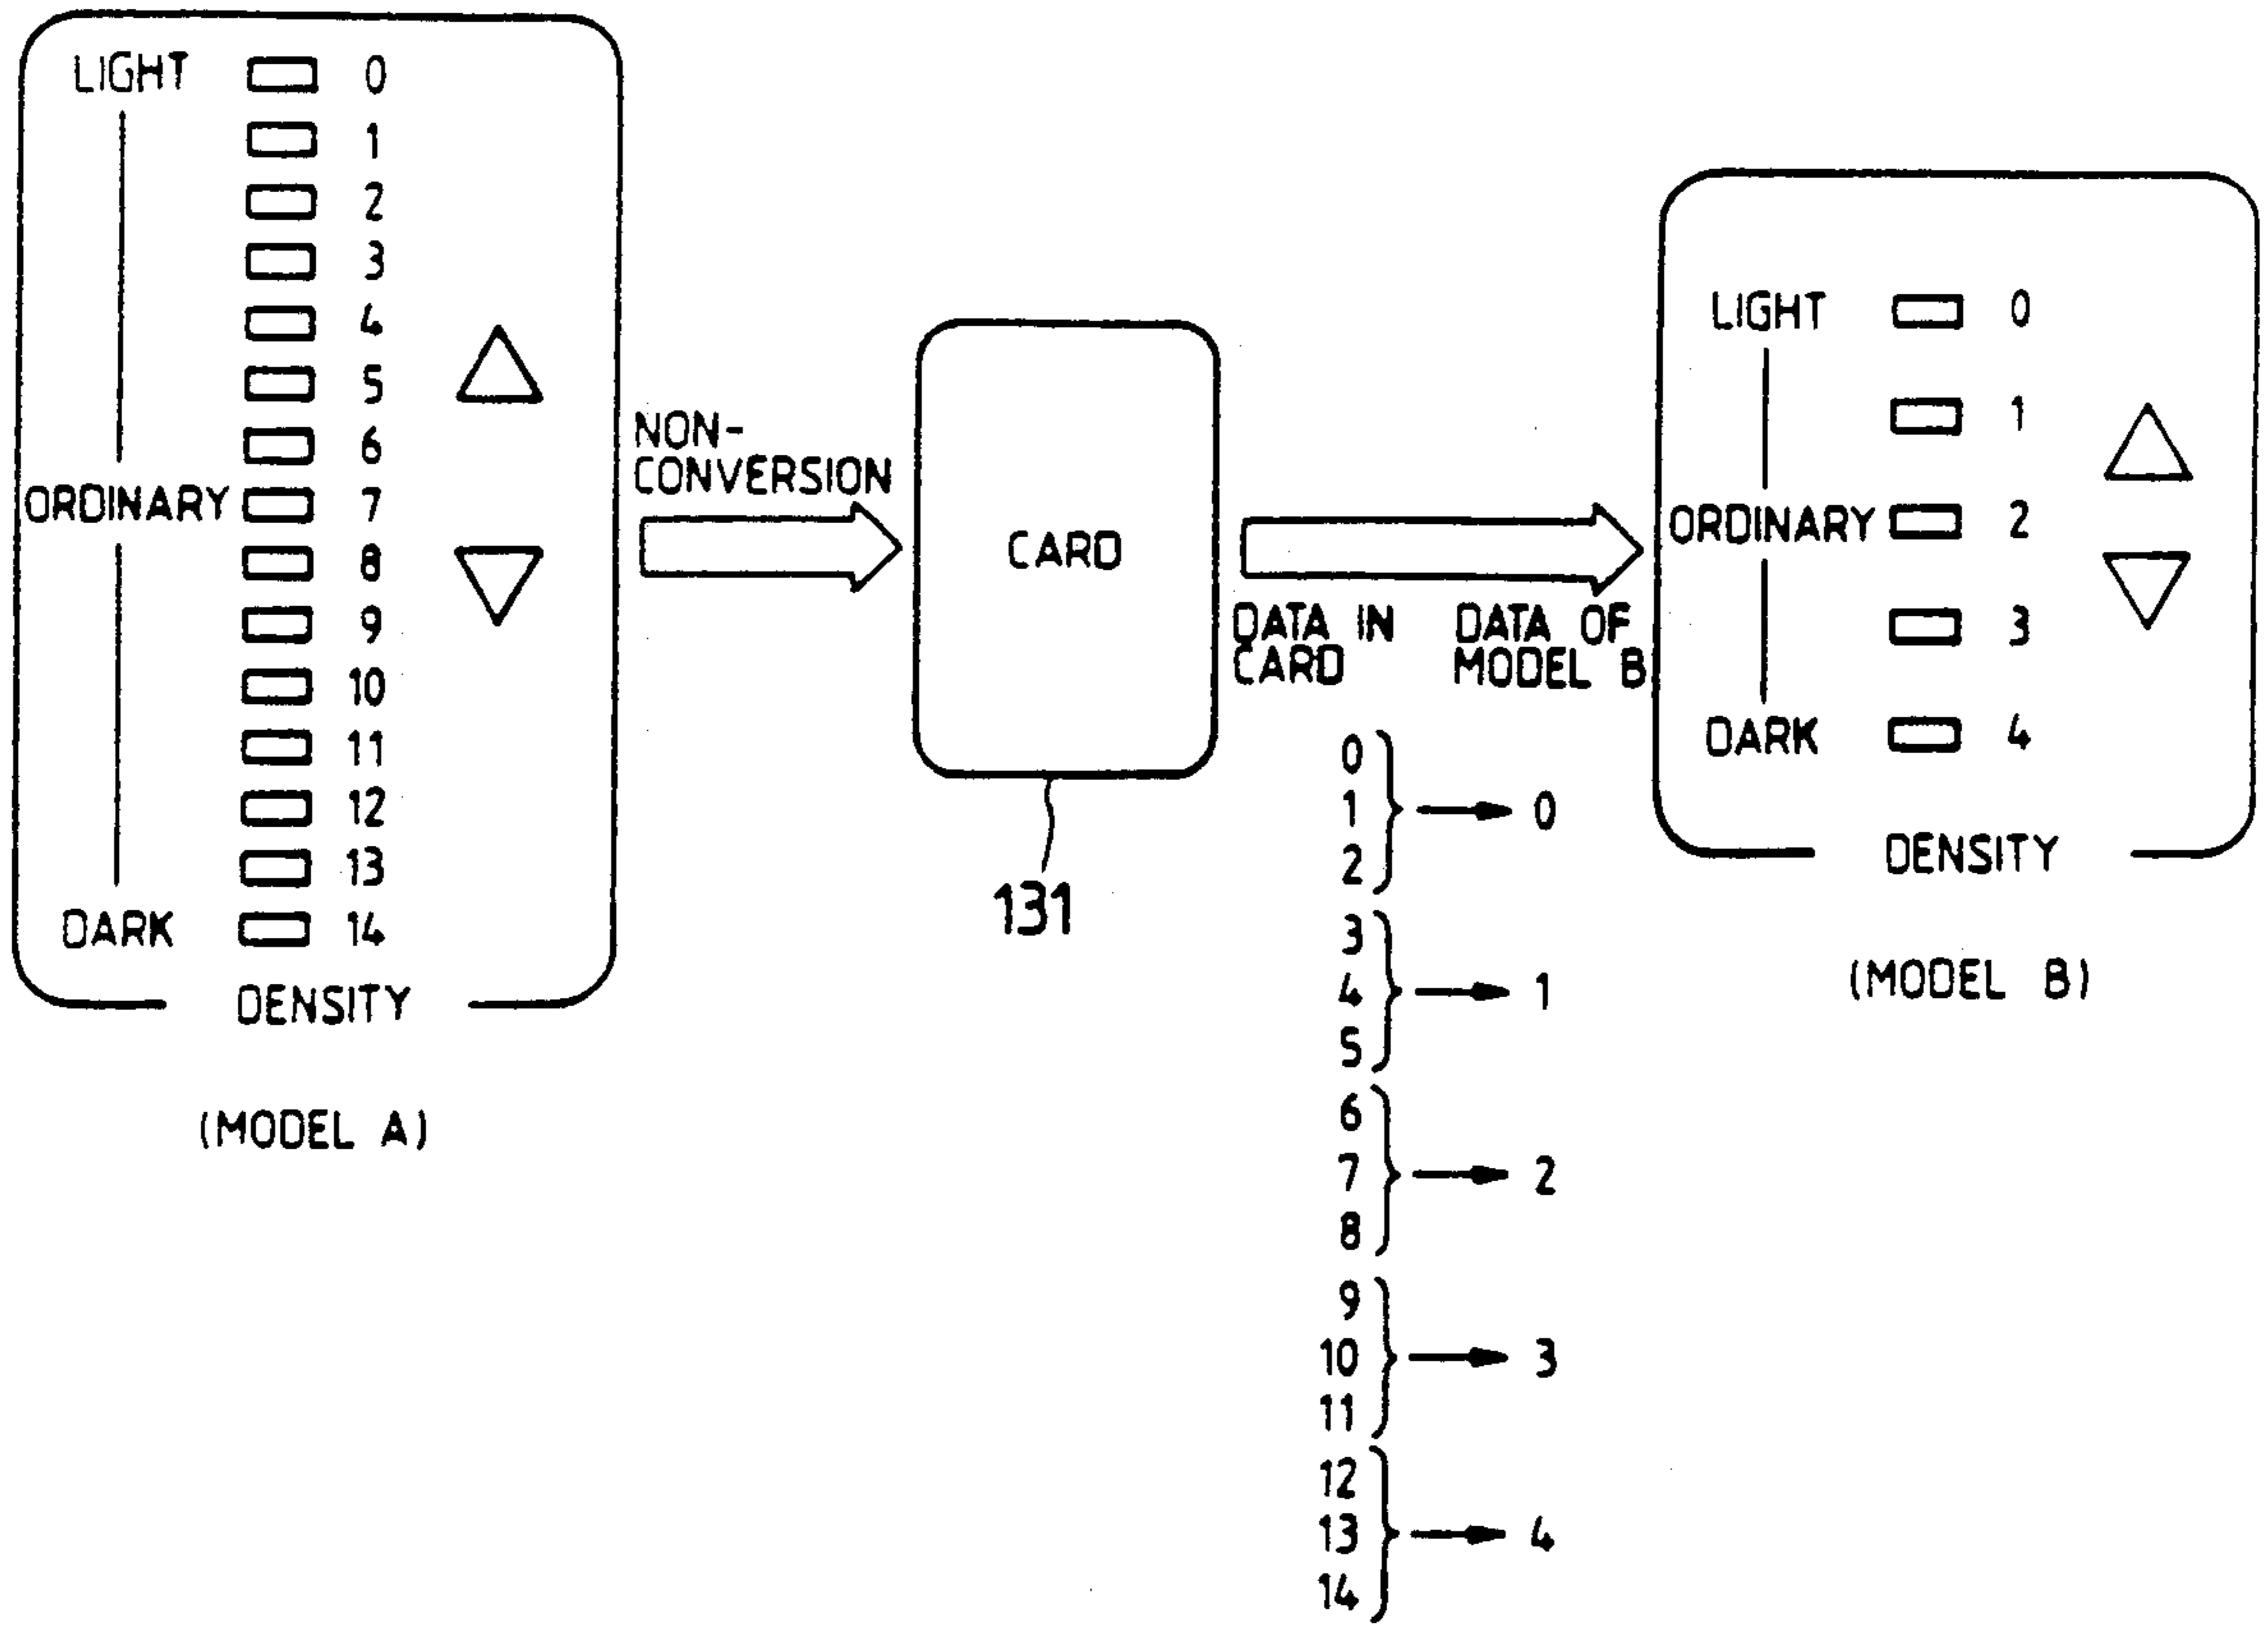 LIGHT 0
1
2
3
4
5
6
ORDINARY 7
8
9
10
11
12
13
DARK 14
DENSITY
(MODEL A)
NON-
CONVERSION
CARD
131
DATA IN DATA OF
CARD MODEL B
0
1 0
2
3
4 1
5
6
7 2
8
9
10 3
11
12
13 4
14
LIGHT 0
1
ORDINARY 2
3
DARK 4
DENSITY
(MODEL B)